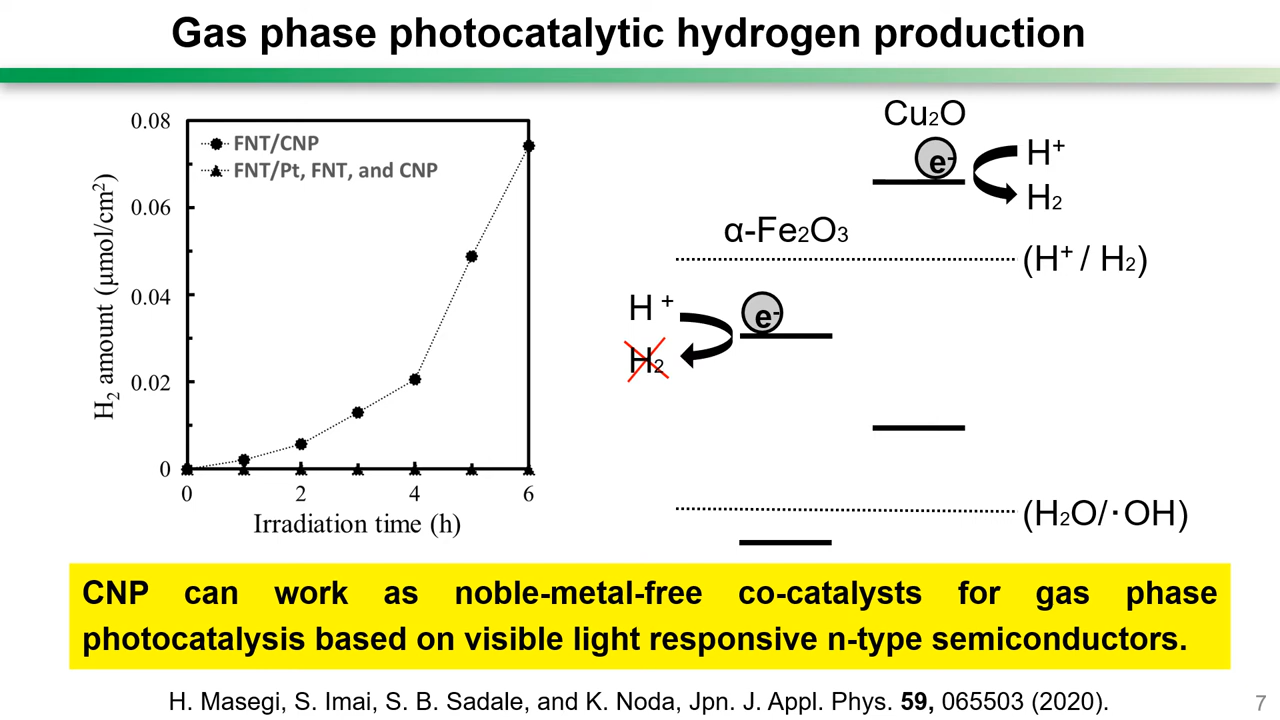 Gas phase photocatalytic hydrogen production
0.08
0.06
0.04
0.02
0
0
2
4
6
H₂ amount (μmol/cm²)
Irradiation time (h)
FNT/CNP
FNT/Pt, FNT, and CNP
Cu₂O
e⁻
H⁺
H₂
α-Fe₂O₃
(H⁺ / H₂)
H ⁺
e⁻
H₂
(H₂O/·OH)
CNP can work as noble-metal-free co-catalysts for gas phase
photocatalysis based on visible light responsive n-type semiconductors.
H. Masegi, S. Imai, S. B. Sadale, and K. Noda, Jpn. J. Appl. Phys. 59, 065503 (2020).
7